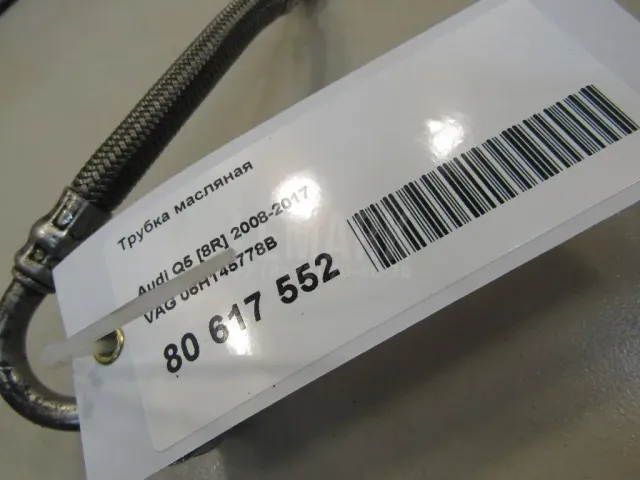 Трубка масляная
Audi Q5 [8R] 2008-2017
VAG 06H145778B
80 617 552